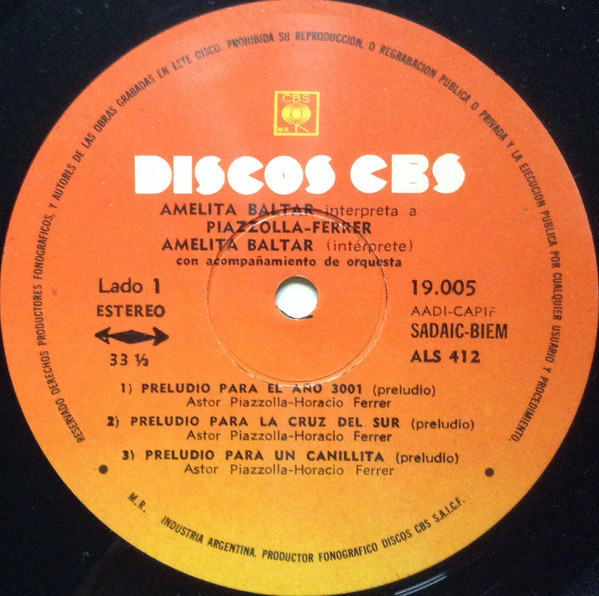 RESERVADO DERECHOS PRODUCTORES FONOGRAFICOS, Y AUTORES DE LAS OBRAS GRABADAS EN ESTE DISCO. PROHIBIDA SU REPRODUCCION, O REGRABACION PUBLICA O PRIVADA Y LA EJECUCION PUBLICA POR CUALQUIER USUARIO Y PROCEDIMIENTO.
CBS
M.R.
DISCOS CBS
AMELITA BALTAR interpreta a
PIAZZOLLA-FERRER
AMELITA BALTAR (intérprete)
con acompañamiento de orquesta
Lado 1
ESTEREO
33 ⅓
19.005
AADI-CAPIF
SADAIC-BIEM
ALS 412
1) PRELUDIO PARA EL AÑO 3001 (preludio)
Astor Piazzolla-Horacio Ferrer
2) PRELUDIO PARA LA CRUZ DEL SUR (preludio)
Astor Piazzolla-Horacio Ferrer
3) PRELUDIO PARA UN CANILLITA (preludio)
Astor Piazzolla-Horacio Ferrer
M.R. INDUSTRIA ARGENTINA. PRODUCTOR FONOGRAFICO DISCOS CBS S.A.I.C.F.